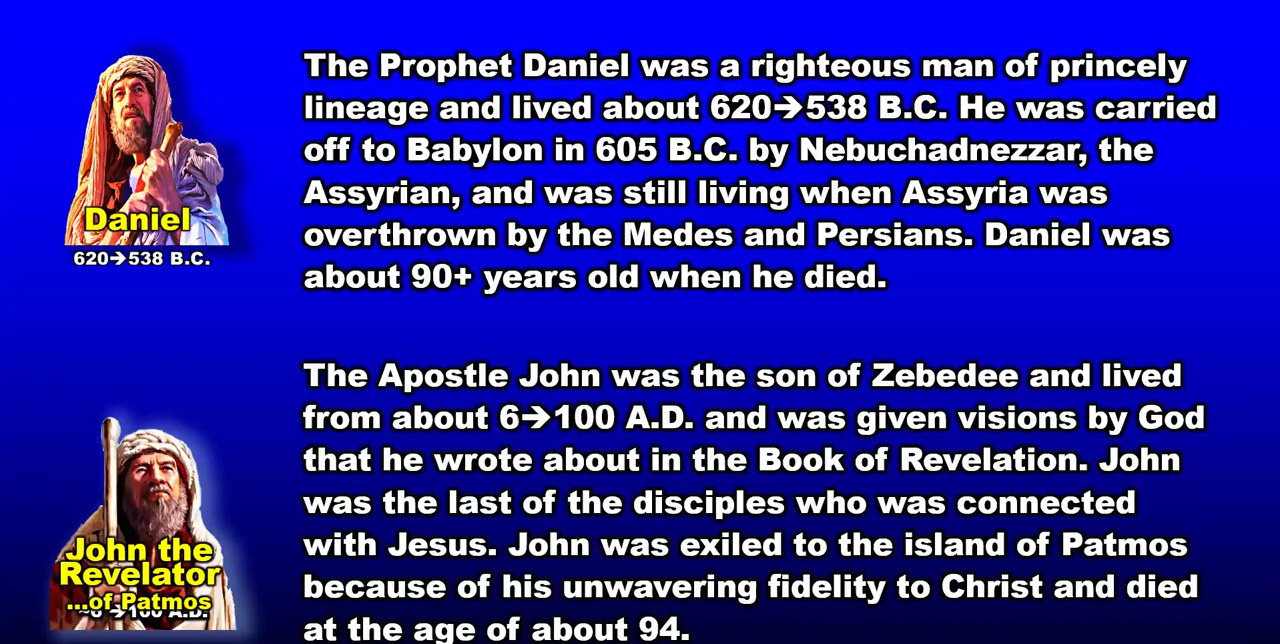 The Prophet Daniel was a righteous man of princely
lineage and lived about 620→538 B.C. He was carried
off to Babylon in 605 B.C. by Nebuchadnezzar, the
Assyrian, and was still living when Assyria was
overthrown by the Medes and Persians. Daniel was
about 90+ years old when he died.
Daniel
620→538 B.C.
The Apostle John was the son of Zebedee and lived
from about 6→100 A.D. and was given visions by God
that he wrote about in the Book of Revelation. John
was the last of the disciples who was connected
with Jesus. John was exiled to the island of Patmos
because of his unwavering fidelity to Christ and died
at the age of about 94.
John the
Revelator
...of Patmos
~6 →100 A.D.